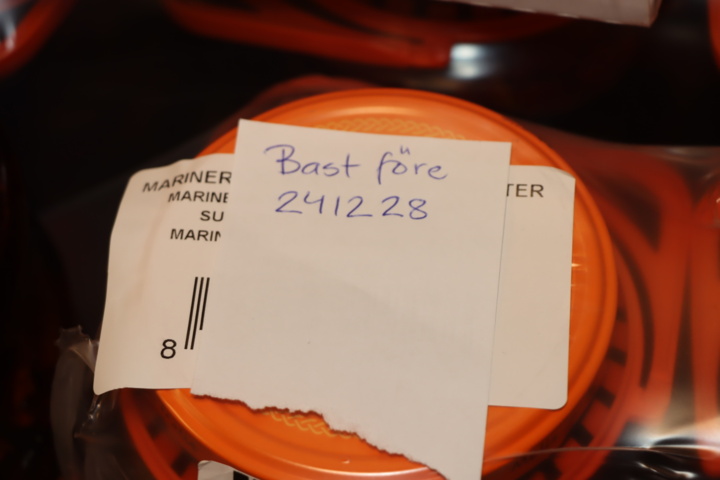 Bast före
241228
MARINER
TER
MARINE
SU
MARIN
8